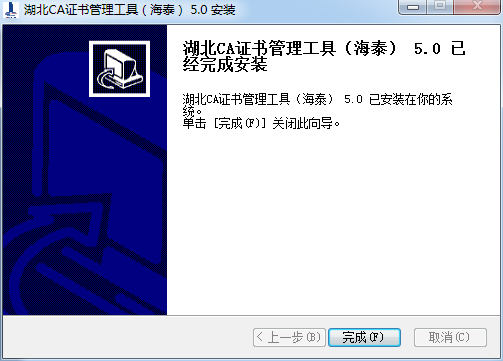 湖北CA证书管理工具（海泰） 5.0 安装
湖北CA证书管理工具（海泰） 5.0 已
经完成安装
湖北CA证书管理工具（海泰） 5.0 已安装在你的系
统。
单击 [完成(F)] 关闭此向导。
< 上一步(B) 完成(F) 取消(C)